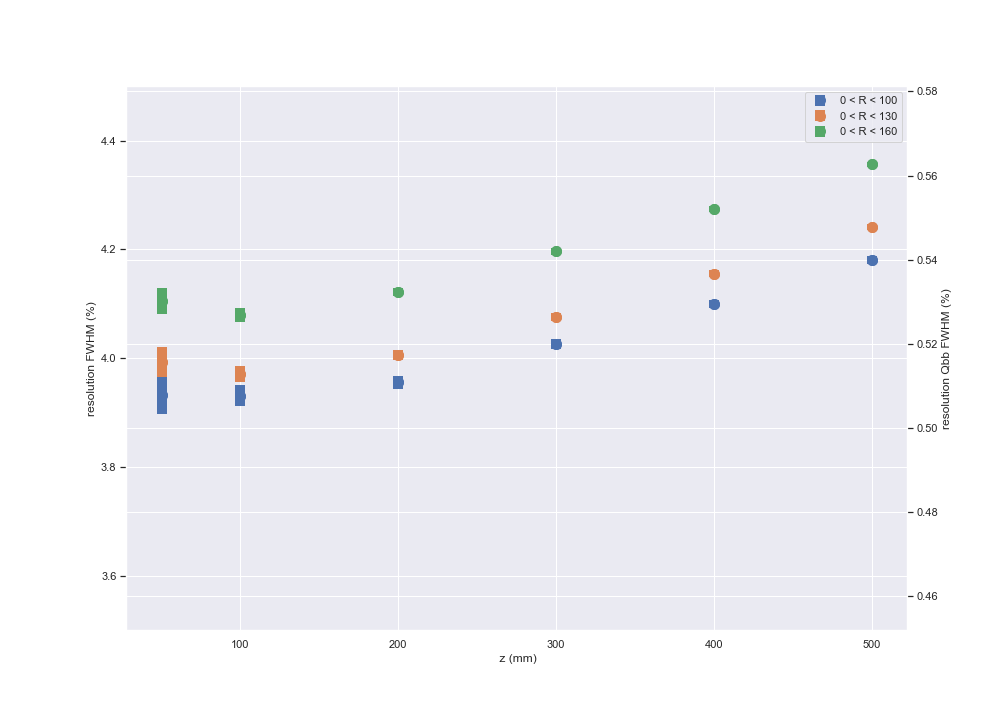 0 < R < 100
0 < R < 130
0 < R < 160
4.4
4.2
4.0
3.8
3.6
resolution FWHM (%)
0.58
0.56
0.54
0.52
0.50
0.48
0.46
resolution Qbb FWHM (%)
100 200 300 400 500
z (mm)